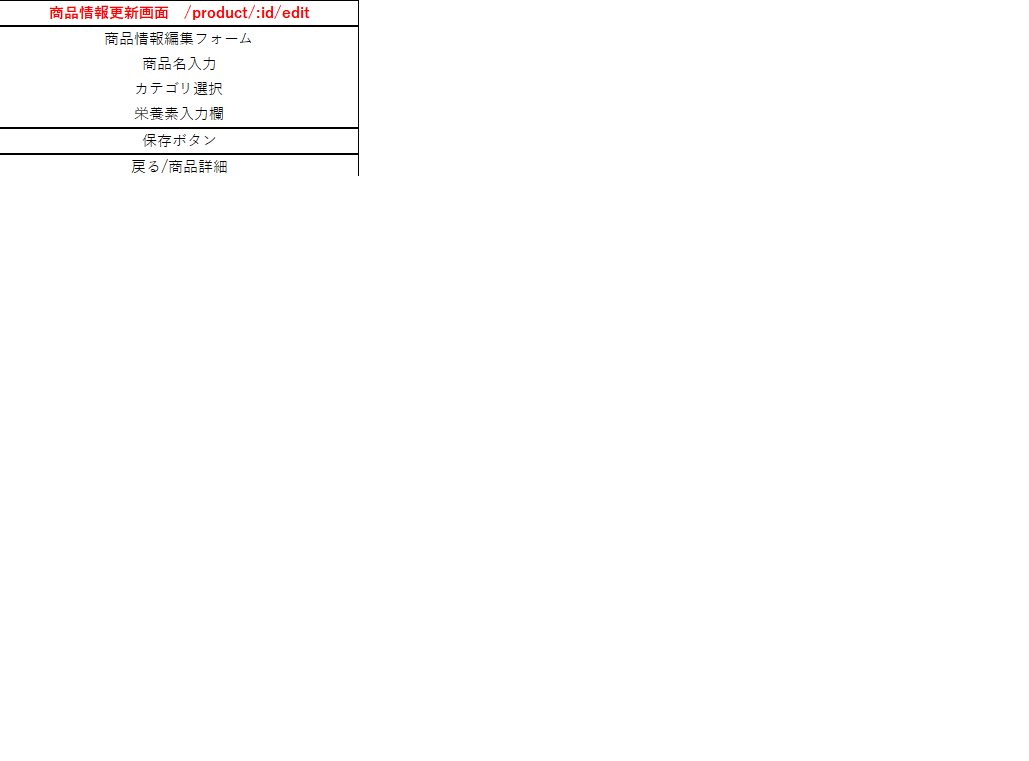 商品情報更新画面　/product/:id/edit
商品情報編集フォーム
商品名入力
カテゴリ選択
栄養素入力欄
保存ボタン
戻る/商品詳細